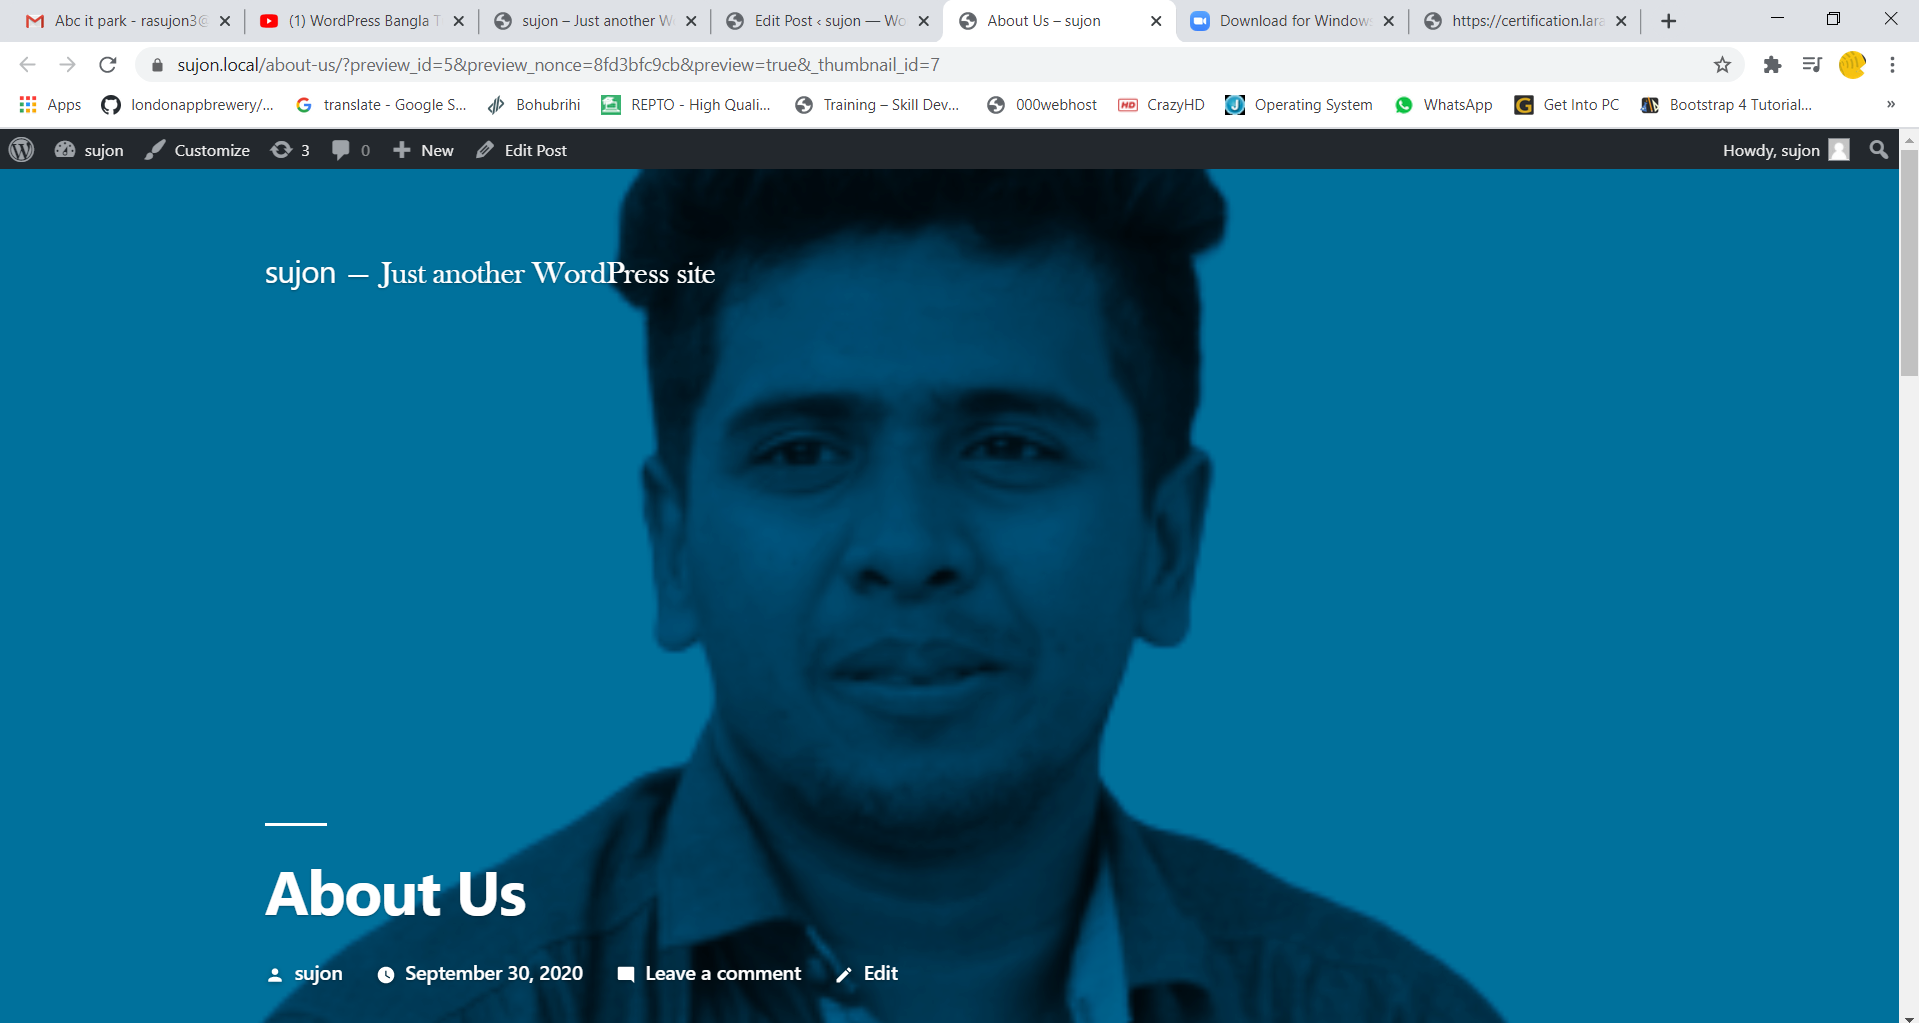 Abc it park - rasujon3@
(1) WordPress Bangla T
sujon – Just another W
Edit Post ‹ sujon — Wo
About Us – sujon
Download for Window
https://certification.lara
sujon.local/about-us/?preview_id=5&preview_nonce=8fd3bfc9cb&preview=true&_thumbnail_id=7
Apps
londonappbrewery/...
translate - Google S...
Bohubrihi
REPTO - High Quali...
Training – Skill Dev...
000webhost
HD CrazyHD
Operating System
WhatsApp
Get Into PC
Bootstrap 4 Tutorial...
»
sujon
Customize
3
0
New
Edit Post
Howdy, sujon
sujon — Just another WordPress site
About Us
sujon
September 30, 2020
Leave a comment
Edit